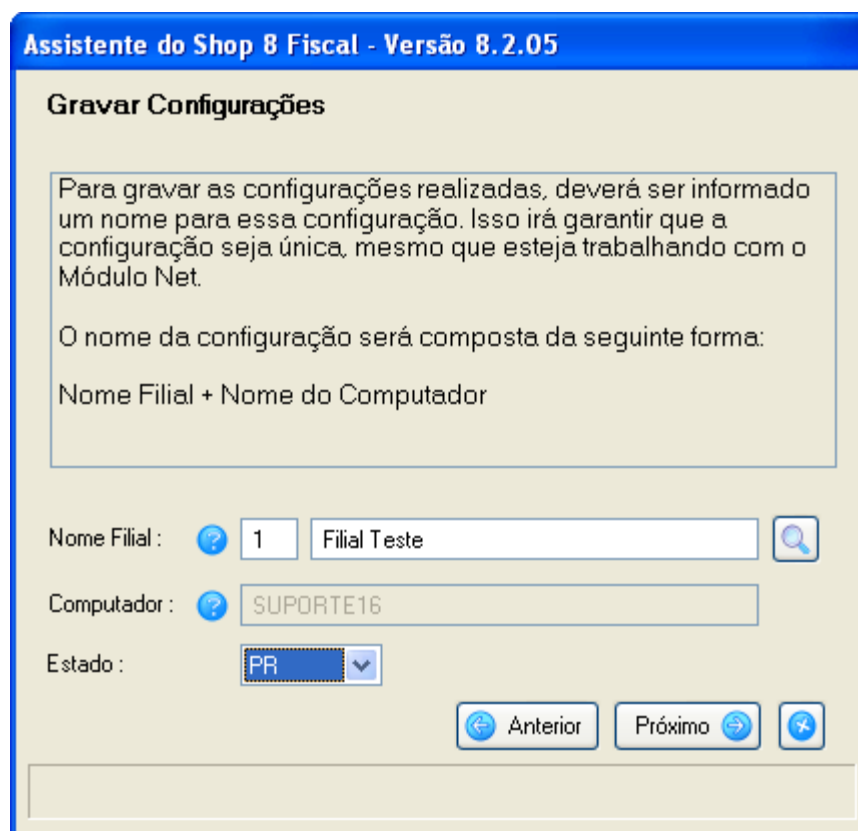 Assistente do Shop 8 Fiscal - Versão 8.2.05
Gravar Configurações
Para gravar as configurações realizadas, deverá ser informado
um nome para essa configuração. Isso irá garantir que a
configuração seja única, mesmo que esteja trabalhando com o
Módulo Net.
O nome da configuração será composta da seguinte forma:
Nome Filial + Nome do Computador
Nome Filial : ? 1 Filial Teste
Computador : ? SUPORTE16
Estado : PR
Anterior Próximo